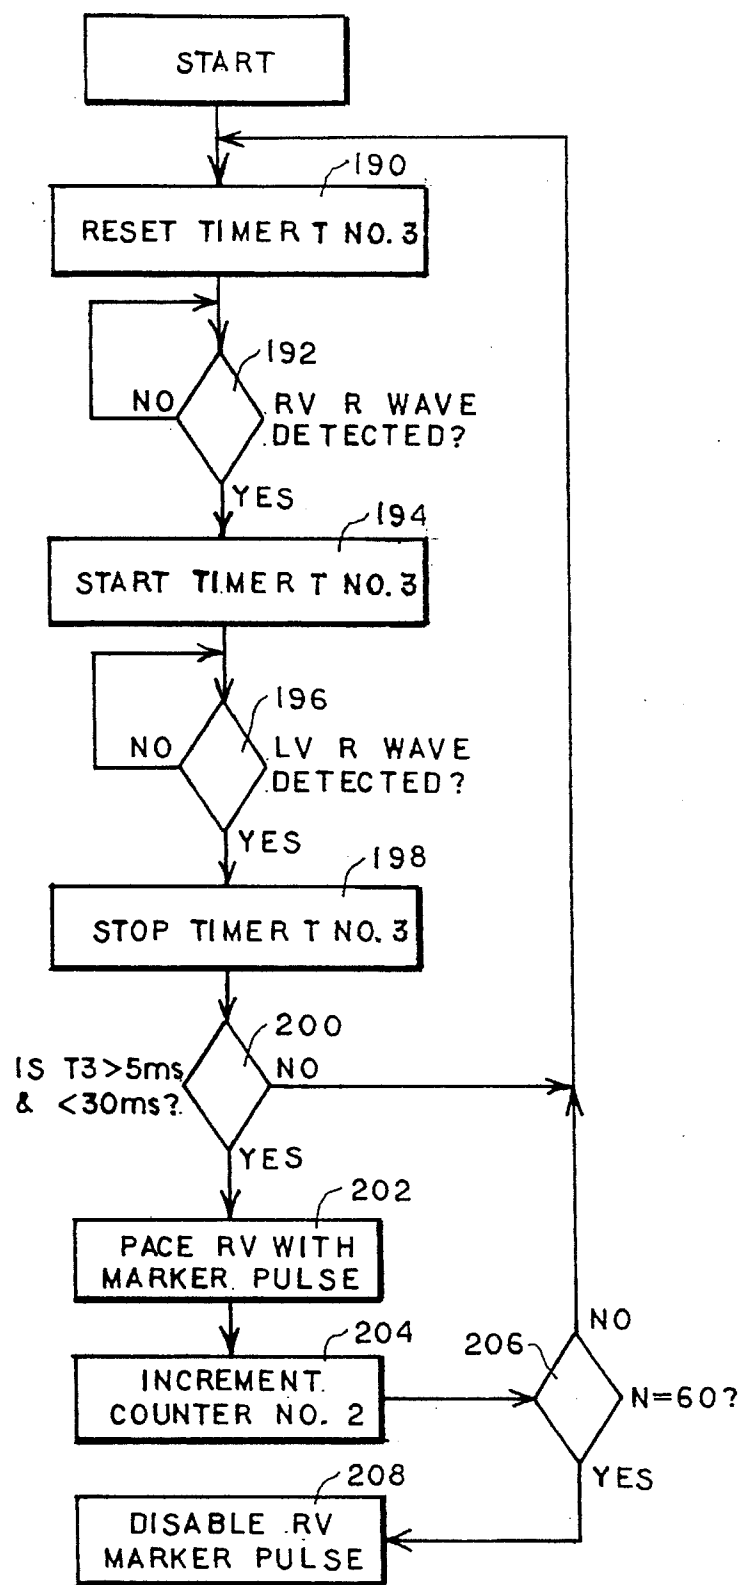 START
190
RESET TIMER T NO. 3
192
NO
RV R WAVE
DETECTED?
YES
194
START TIMER T NO. 3
196
NO
LV R WAVE
DETECTED?
YES
198
STOP TIMER T NO. 3
200
IS T3>5ms
& <30ms?
NO
YES
202
PACE RV WITH
MARKER PULSE
204
INCREMENT
COUNTER NO. 2
NO
206
N=60?
YES
208
DISABLE RV
MARKER PULSE